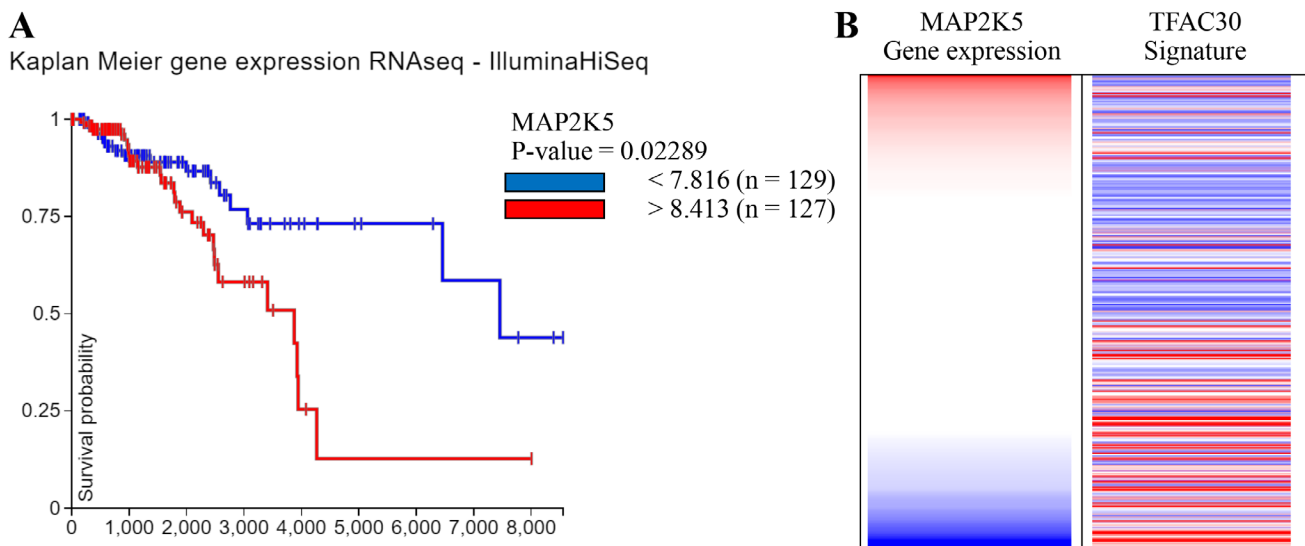 A
Kaplan Meier gene expression RNAseq - IlluminaHiSeq
MAP2K5
P-value = 0.02289
< 7.816 (n = 129)
> 8.413 (n = 127)
1
0.75
0.5
0.25
0
Survival probability
0 1,000 2,000 3,000 4,000 5,000 6,000 7,000 8,000
B
MAP2K5
Gene expression
TFAC30
Signature